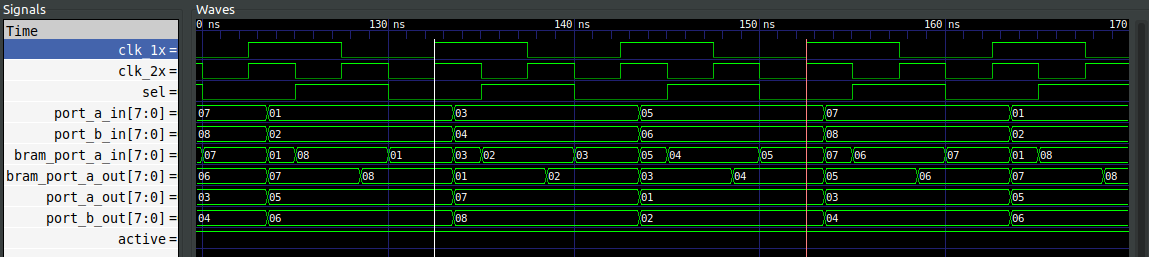 Signals
Waves
Time
0 ns 130 ns 140 ns 150 ns 160 ns 170
clk_1x =
clk_2x =
sel =
port_a_in[7:0] = 07 01 03 05 07 01
port_b_in[7:0] = 08 02 04 06 08 02
bram_port_a_in[7:0] = 07 01 08 01 03 02 03 05 04 05 07 06 07 01 08
bram_port_a_out[7:0] = 06 07 08 01 02 03 04 05 06 07 08
port_a_out[7:0] = 03 05 07 01 03 05
port_b_out[7:0] = 04 06 08 02 04 06
active =